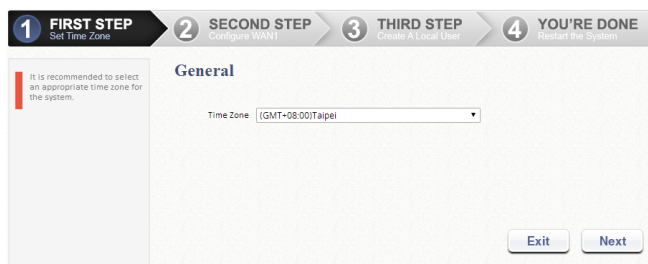 1 FIRST STEP
Set Time Zone
2 SECOND STEP
Configure WAN1
3 THIRD STEP
Create A Local User
4 YOU'RE DONE
Restart the System
It is recommended to select
an appropriate time zone for
the system.
General
Time Zone (GMT+08:00)Taipei
Exit Next